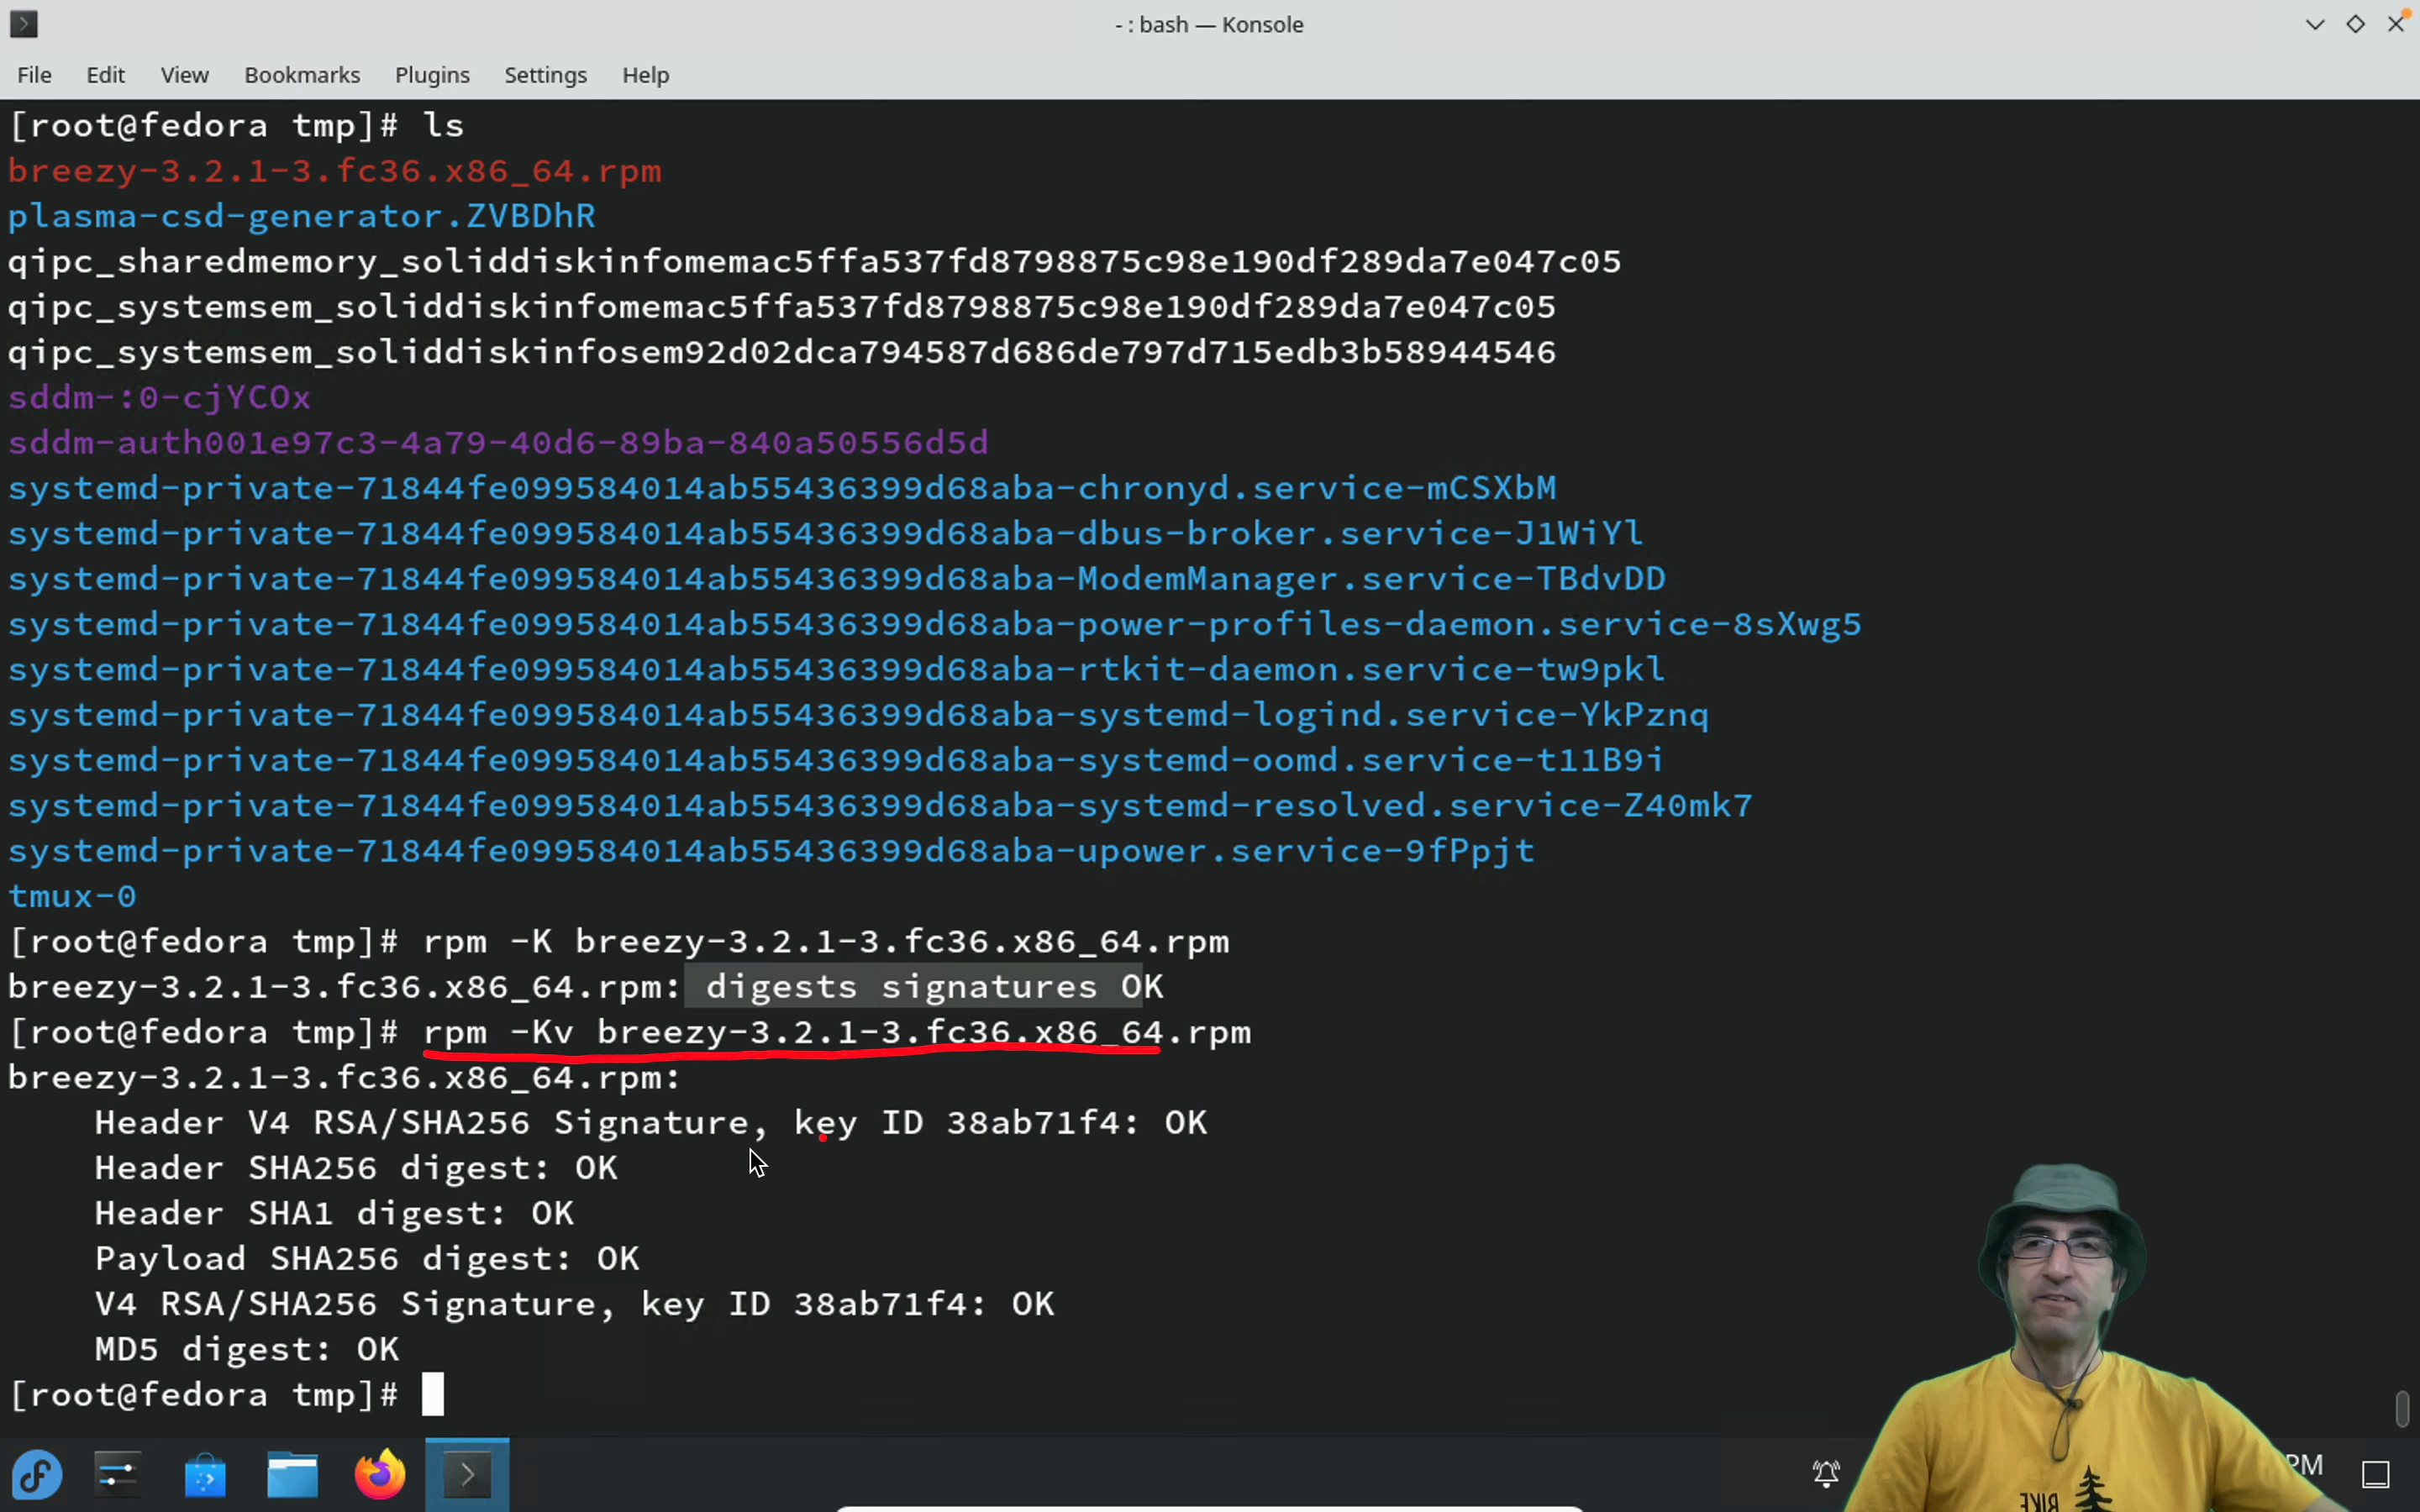 - : bash — Konsole
File Edit View Bookmarks Plugins Settings Help
[root@fedora tmp]# ls
breezy-3.2.1-3.fc36.x86_64.rpm
plasma-csd-generator.ZVBDhR
qipc_sharedmemory_soliddiskinfomemac5ffa537fd8798875c98e190df289da7e047c05
qipc_systemsem_soliddiskinfomemac5ffa537fd8798875c98e190df289da7e047c05
qipc_systemsem_soliddiskinfosem92d02dca794587d686de797d715edb3b58944546
sddm-:0-cjYCOx
sddm-auth001e97c3-4a79-40d6-89ba-840a50556d5d
systemd-private-71844fe099584014ab55436399d68aba-chronyd.service-mCSXbM
systemd-private-71844fe099584014ab55436399d68aba-dbus-broker.service-J1WiYl
systemd-private-71844fe099584014ab55436399d68aba-ModemManager.service-TBdvDD
systemd-private-71844fe099584014ab55436399d68aba-power-profiles-daemon.service-8sXwg5
systemd-private-71844fe099584014ab55436399d68aba-rtkit-daemon.service-tw9pkl
systemd-private-71844fe099584014ab55436399d68aba-systemd-logind.service-YkPznq
systemd-private-71844fe099584014ab55436399d68aba-systemd-oomd.service-t11B9i
systemd-private-71844fe099584014ab55436399d68aba-systemd-resolved.service-Z40mk7
systemd-private-71844fe099584014ab55436399d68aba-upower.service-9fPpjt
tmux-0
[root@fedora tmp]# rpm -K breezy-3.2.1-3.fc36.x86_64.rpm
breezy-3.2.1-3.fc36.x86_64.rpm: digests signatures OK
[root@fedora tmp]# rpm -Kv breezy-3.2.1-3.fc36.x86_64.rpm
breezy-3.2.1-3.fc36.x86_64.rpm:
Header V4 RSA/SHA256 Signature, key ID 38ab71f4: OK
Header SHA256 digest: OK
Header SHA1 digest: OK
Payload SHA256 digest: OK
V4 RSA/SHA256 Signature, key ID 38ab71f4: OK
MD5 digest: OK
[root@fedora tmp]#
PM
BIKE